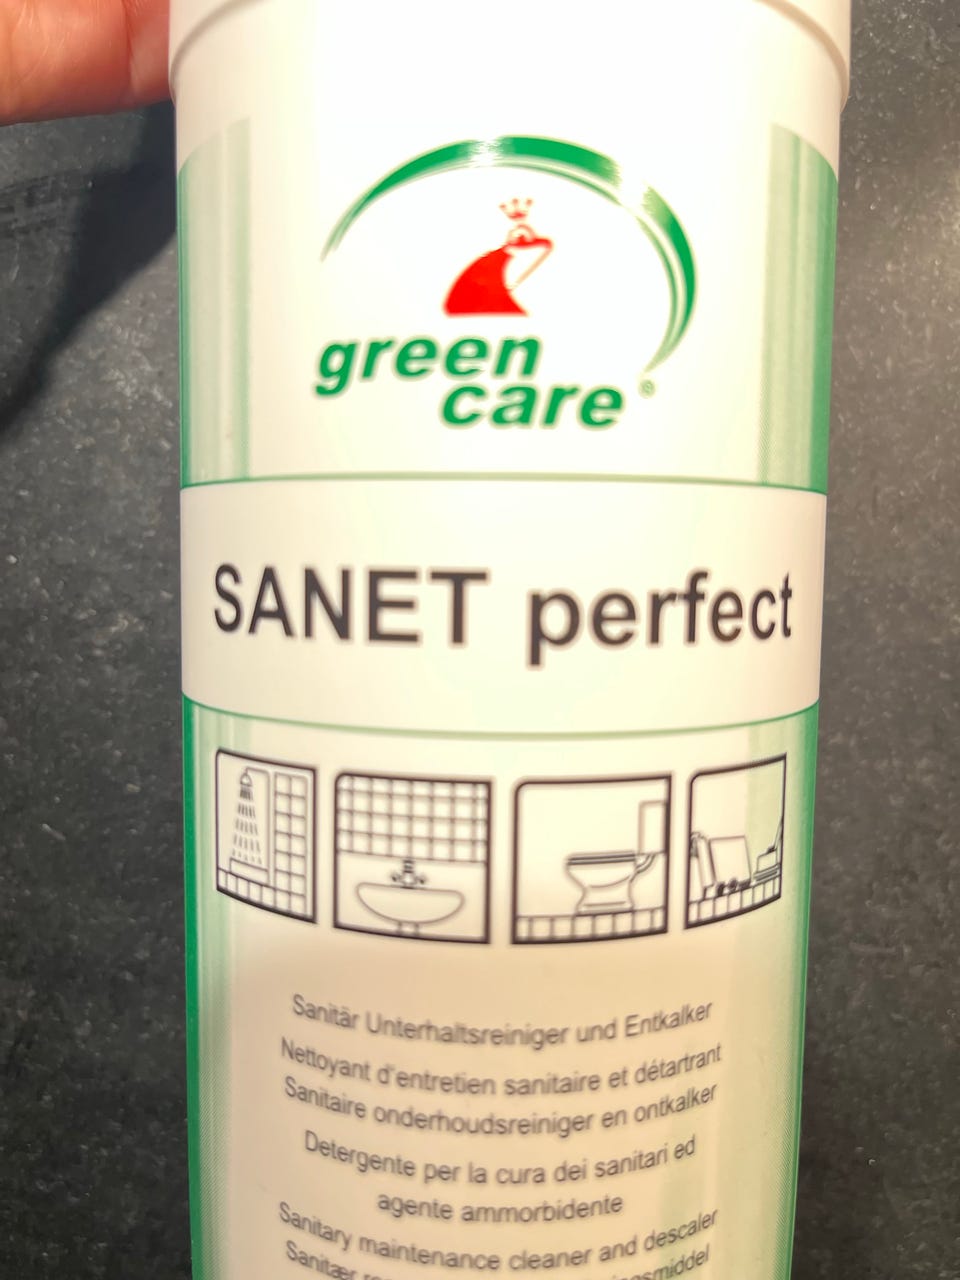 green
care®
SANET perfect
Sanitär Unterhaltsreiniger und Entkalker
Nettoyant d'entretien sanitaire et détartrant
Sanitaire onderhoudsreiniger en ontkalker
Detergente per la cura dei sanitari ed
agente ammorbidente
Sanitary maintenance cleaner and descaler
Sanitær